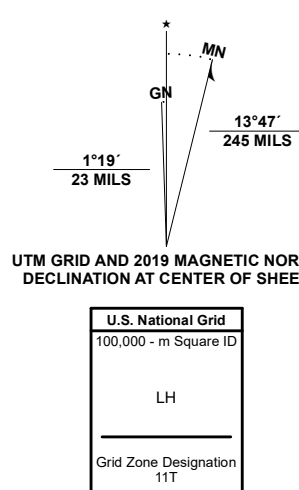 ★
MN
GN
13°47´
245 MILS
1°19´
23 MILS
UTM GRID AND 2019 MAGNETIC NOR
DECLINATION AT CENTER OF SHEE
U.S. National Grid
100,000 - m Square ID
LH
Grid Zone Designation
11T